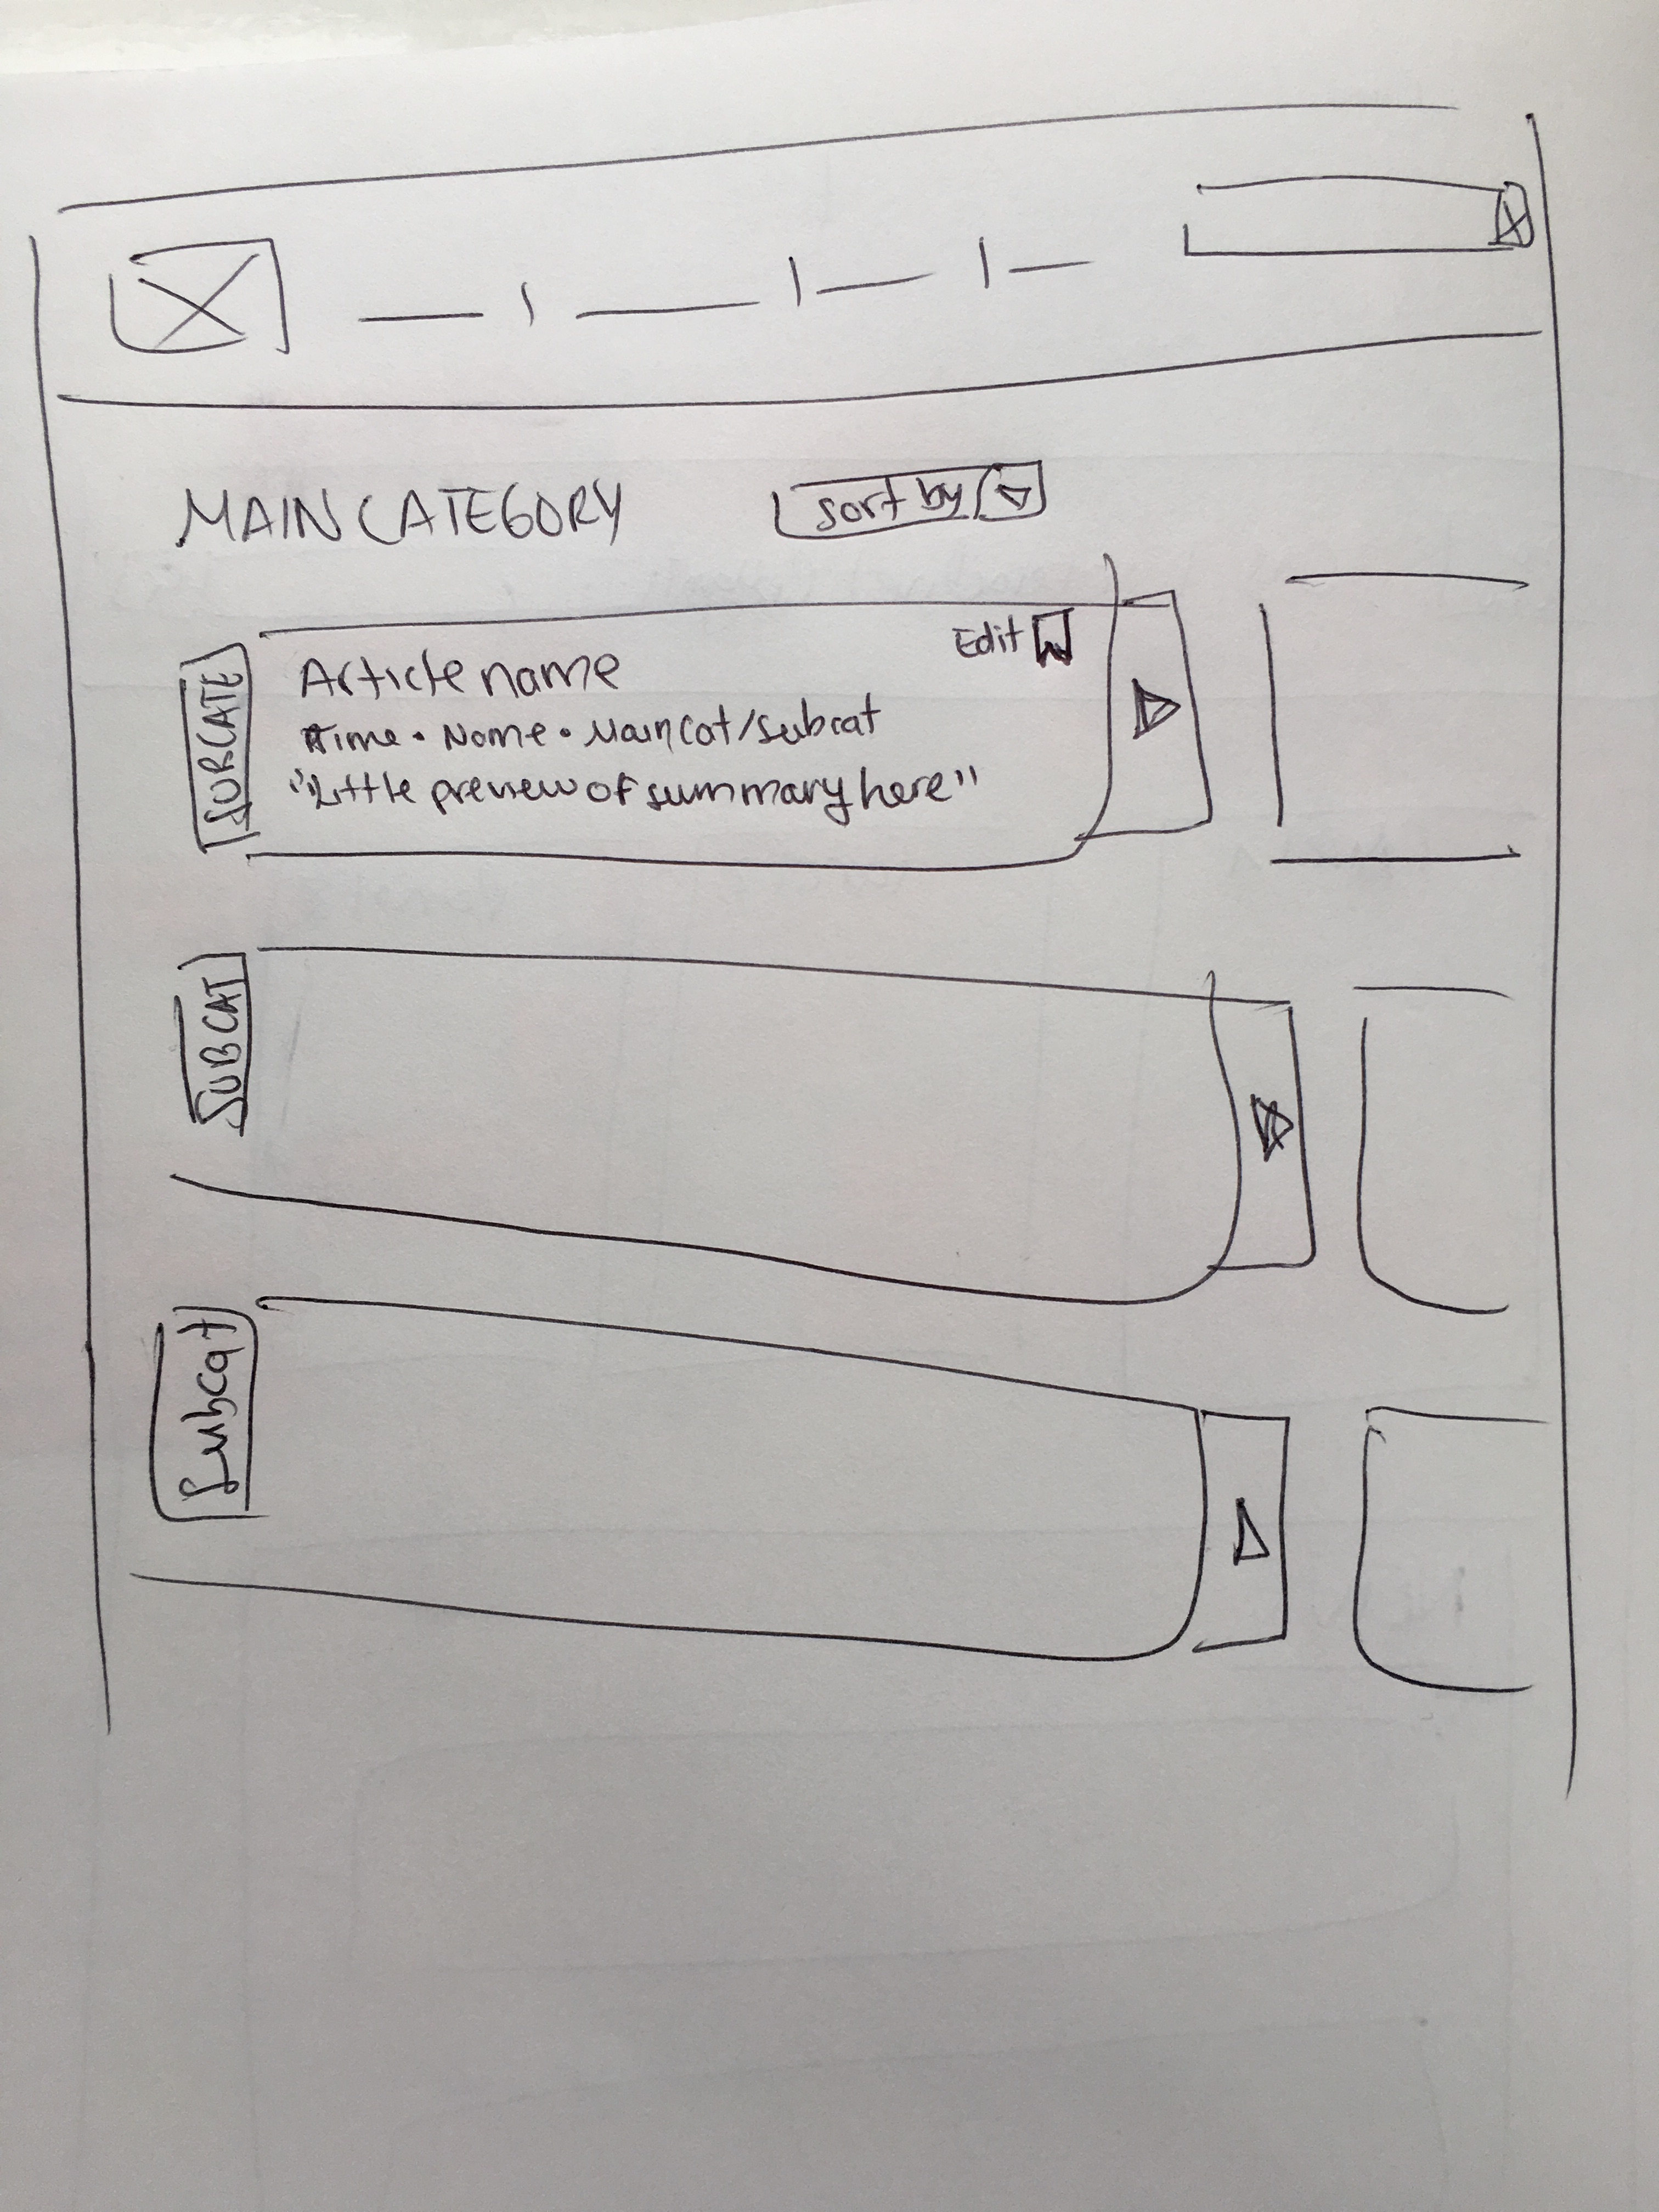 MAIN CATEGORY
sort by
SUBCATE
Edit
Article name
Time • Name • Main cat/subcat
"Little preview of summary here"
SUBCAT
Subcat